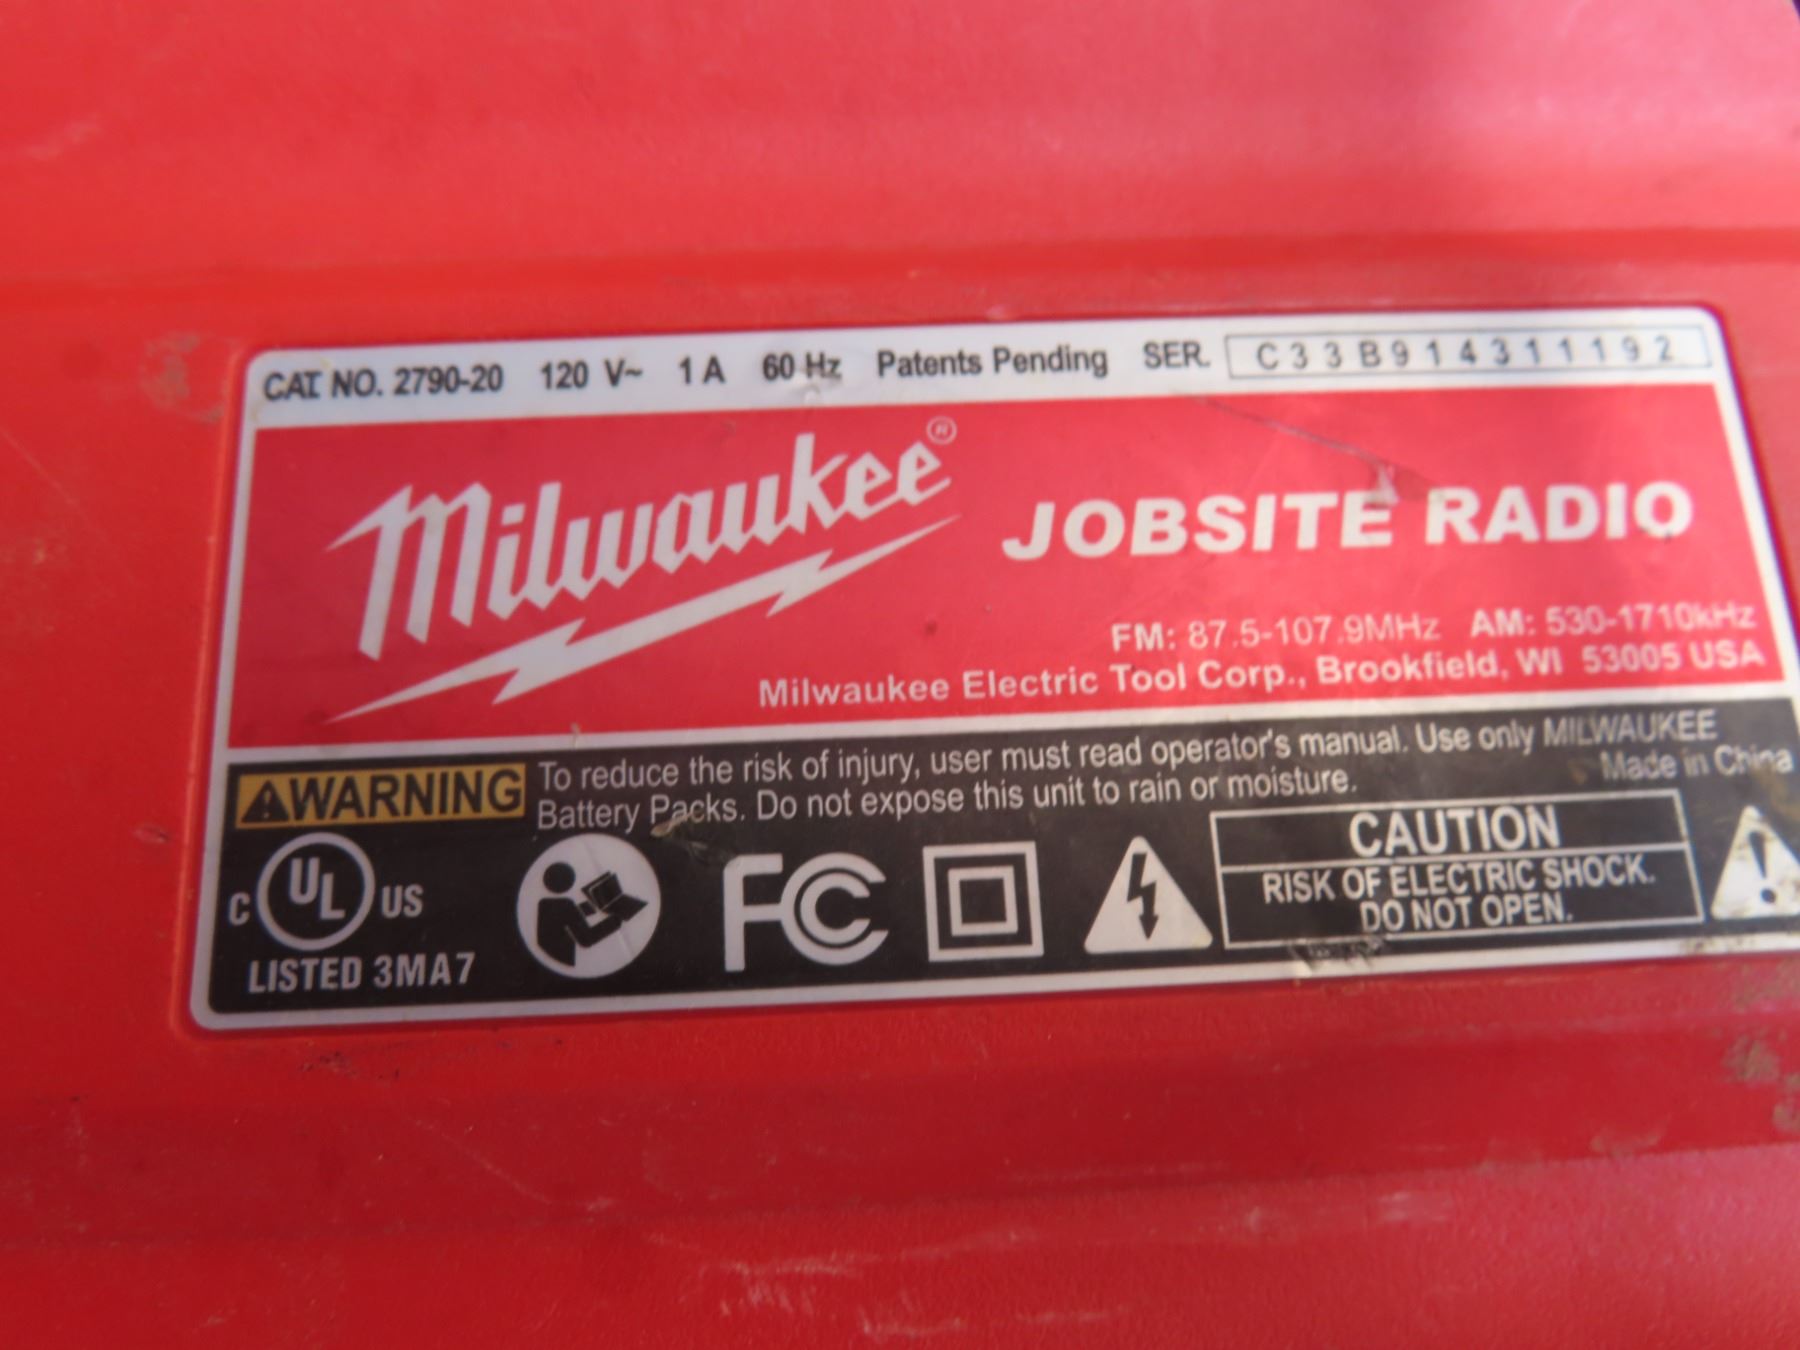 CAT NO. 2790-20 120 V~ 1 A 60 Hz Patents Pending SER. C33B914311192
Milwaukee®
JOBSITE RADIO
FM: 87.5-107.9MHz AM: 530-1710kHz
Milwaukee Electric Tool Corp., Brookfield, WI 53005 USA
WARNING To reduce the risk of injury, user must read operator's manual. Use only MILWAUKEE
Battery Packs. Do not expose this unit to rain or moisture. Made in China
C UL US
LISTED 3MA7
FC
CAUTION
RISK OF ELECTRIC SHOCK.
DO NOT OPEN.